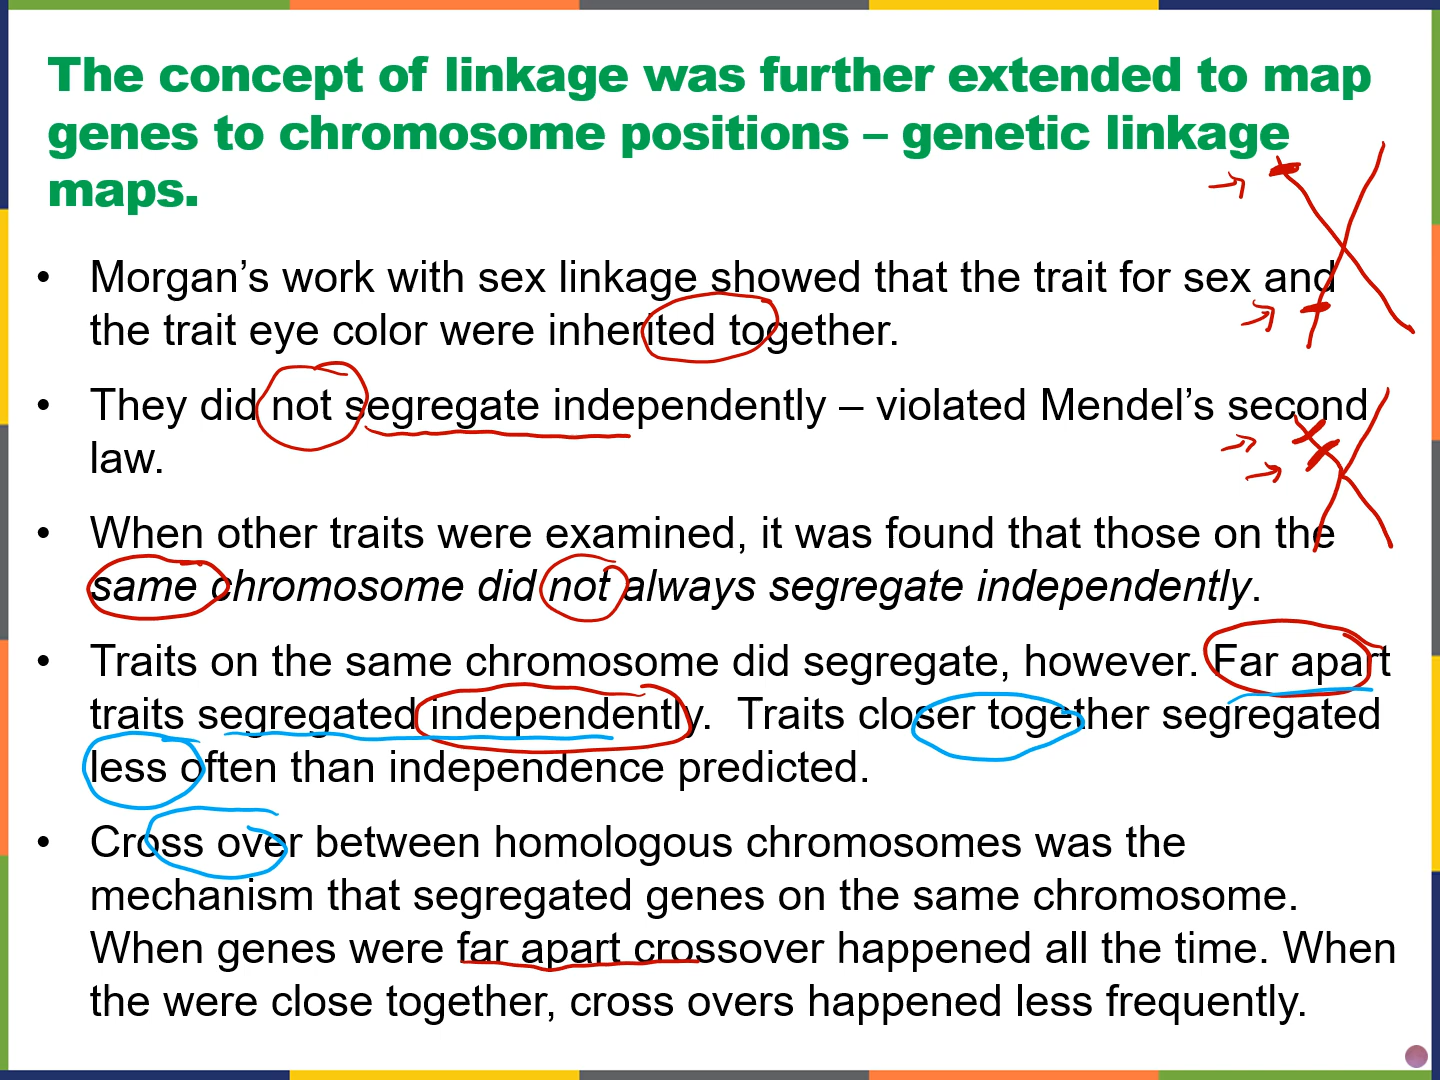 The concept of linkage was further extended to map
genes to chromosome positions – genetic linkage
maps.
• Morgan’s work with sex linkage showed that the trait for sex and
the trait eye color were inherited together.
• They did not segregate independently – violated Mendel’s second
law.
• When other traits were examined, it was found that those on the
same chromosome did not always segregate independently.
• Traits on the same chromosome did segregate, however. Far apart
traits segregated independently.  Traits closer together segregated
less often than independence predicted.
• Cross over between homologous chromosomes was the
mechanism that segregated genes on the same chromosome.
When genes were far apart crossover happened all the time. When
the were close together, cross overs happened less frequently.